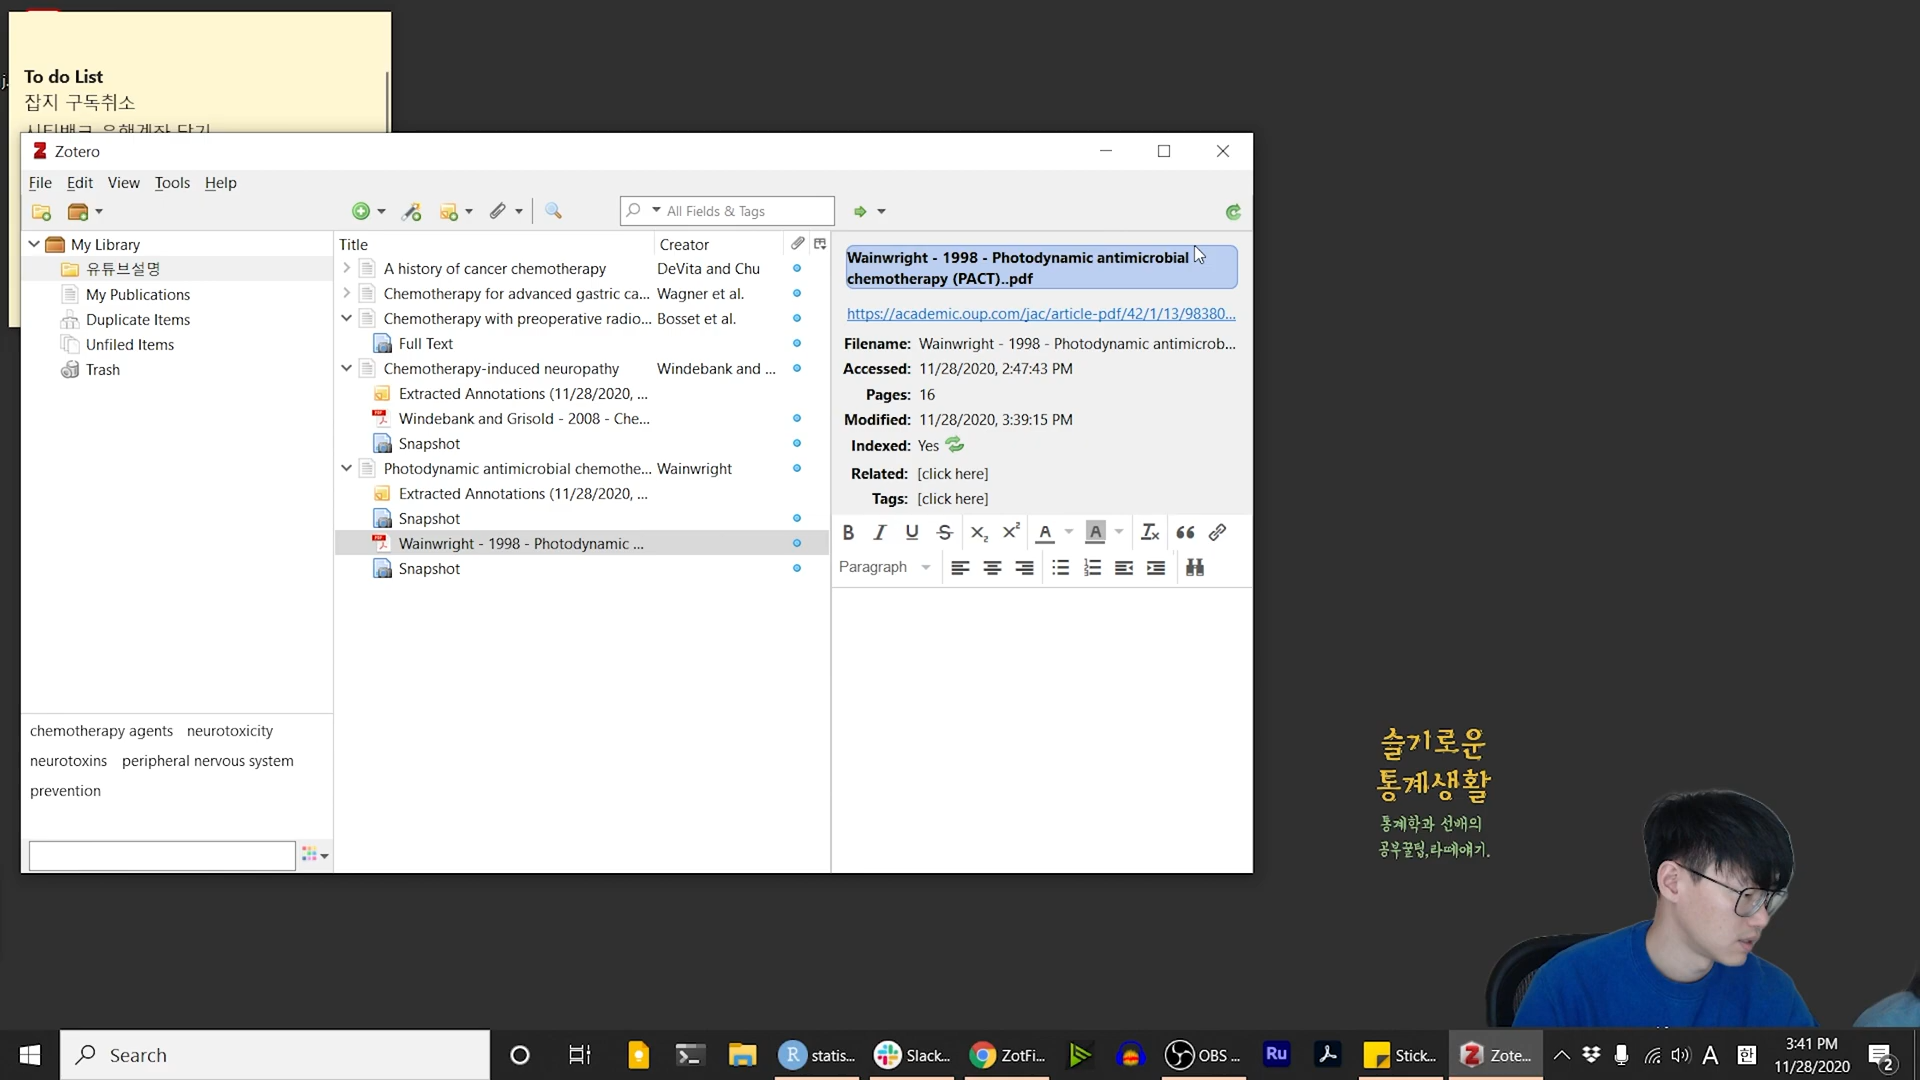 To do List
잡지 구독취소
Zotero
File Edit View Tools Help
All Fields & Tags
My Library
유튜브설명
My Publications
Duplicate Items
Unfiled Items
Trash
Title Creator
A history of cancer chemotherapy DeVita and Chu
Chemotherapy for advanced gastric ca... Wagner et al.
Chemotherapy with preoperative radio... Bosset et al.
Full Text
Chemotherapy-induced neuropathy Windebank and ...
Extracted Annotations (11/28/2020, ...
Windebank and Grisold - 2008 - Che...
Snapshot
Photodynamic antimicrobial chemothe... Wainwright
Extracted Annotations (11/28/2020, ...
Snapshot
Wainwright - 1998 - Photodynamic ...
Snapshot
Wainwright - 1998 - Photodynamic antimicrobial
chemotherapy (PACT)..pdf
https://academic.oup.com/jac/article-pdf/42/1/13/98380...
Filename: Wainwright - 1998 - Photodynamic antimicrob...
Accessed: 11/28/2020, 2:47:43 PM
Pages: 16
Modified: 11/28/2020, 3:39:15 PM
Indexed: Yes
Related: [click here]
Tags: [click here]
Paragraph
chemotherapy agents neurotoxicity
neurotoxins peripheral nervous system
prevention
슬기로운
통계생활
통계학과 선배의
공부꿀팁,라떼얘기.
Search
statis...
Slack...
ZotFi...
OBS ...
Ru
Stick...
Zote...
A
한
3:41 PM
11/28/2020
2